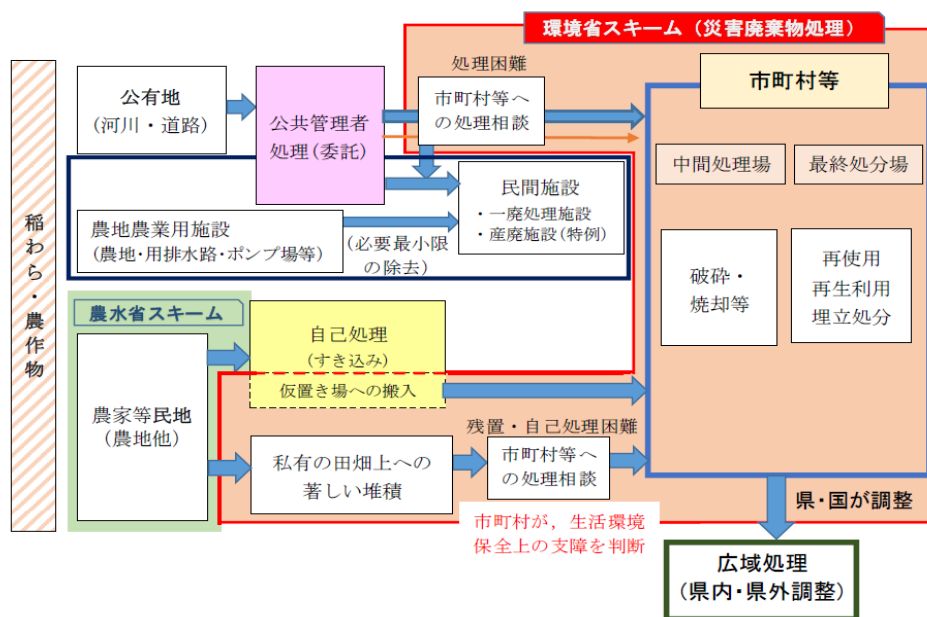 環境省スキーム（災害廃棄物処理）
稲わら・農作物
公有地
(河川・道路)
公共管理者
処理(委託)
処理困難
市町村等へ
の処理相談
市町村等
中間処理場
最終処分場
破砕・
焼却等
再使用
再生利用
埋立処分
農地農業用施設
(農地・用排水路・ポンプ場等)
(必要最小限
の除去)
民間施設
・一廃処理施設
・産廃施設(特例)
農水省スキーム
農家等民地
(農地他)
自己処理
(すき込み)
仮置き場への搬入
私有の田畑上への
著しい堆積
残置・自己処理困難
市町村等へ
の処理相談
市町村が，生活環境
保全上の支障を判断
県・国が調整
広域処理
(県内・県外調整)